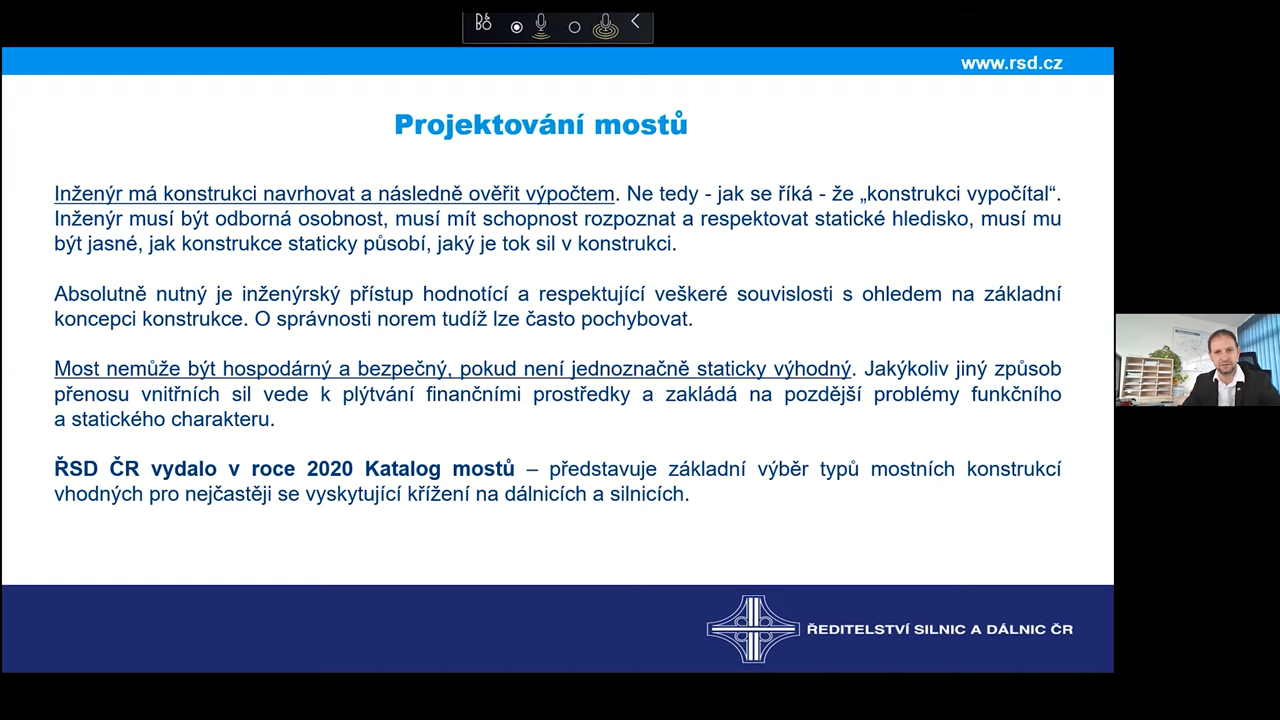 B&O
www.rsd.cz
Projektování mostů
Inženýr má konstrukci navrhovat a následně ověřit výpočtem. Ne tedy - jak se říká - že „konstrukci vypočítal“.
Inženýr musí být odborná osobnost, musí mít schopnost rozpoznat a respektovat statické hledisko, musí mu
být jasné, jak konstrukce staticky působí, jaký je tok sil v konstrukci.
Absolutně nutný je inženýrský přístup hodnotící a respektující veškeré souvislosti s ohledem na základní
koncepci konstrukce. O správnosti norem tudíž lze často pochybovat.
Most nemůže být hospodárný a bezpečný, pokud není jednoznačně staticky výhodný. Jakýkoliv jiný způsob
přenosu vnitřních sil vede k plýtvání finančními prostředky a zakládá na pozdější problémy funkčního
a statického charakteru.
ŘSD ČR vydalo v roce 2020 Katalog mostů – představuje základní výběr typů mostních konstrukcí
vhodných pro nejčastěji se vyskytující křížení na dálnicích a silnicích.
ŘEDITELSTVÍ SILNIC A DÁLNIC ČR